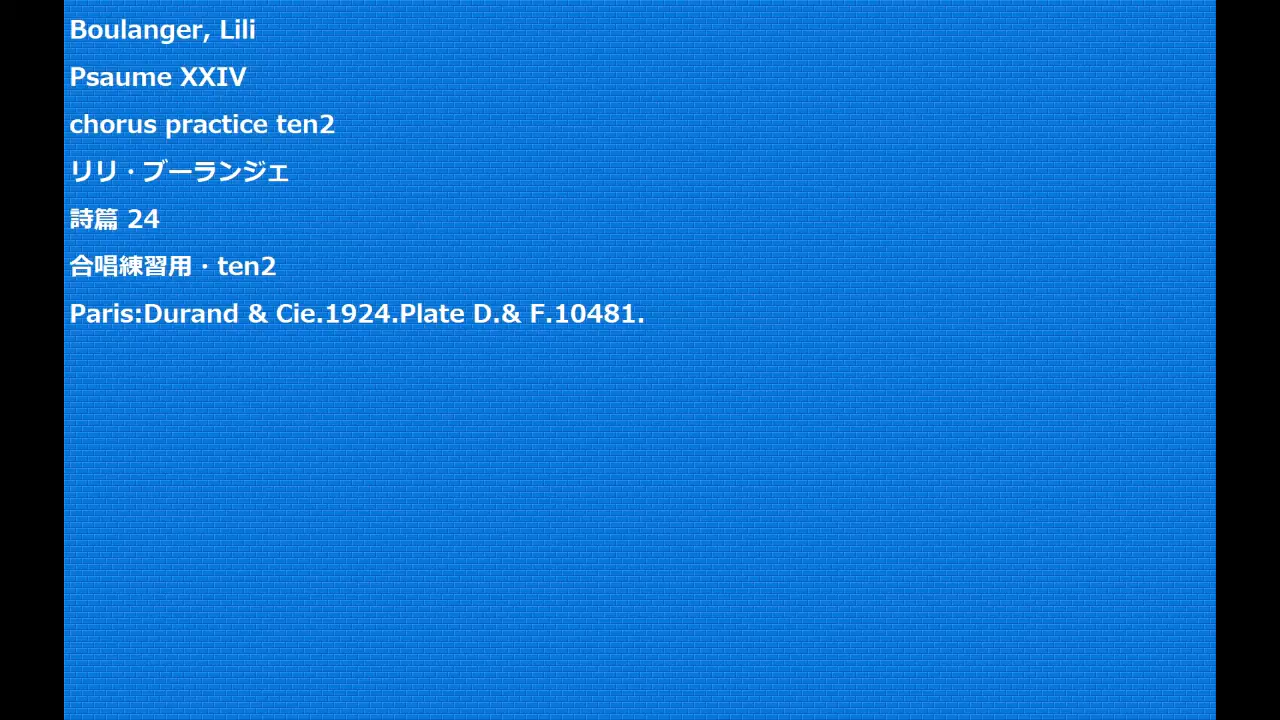 Boulanger, Lili
Psaume XXIV
chorus practice ten2
リリ・ブーランジェ
詩篇 24
合唱練習用・ten2
Paris:Durand & Cie.1924.Plate D.& F.10481.